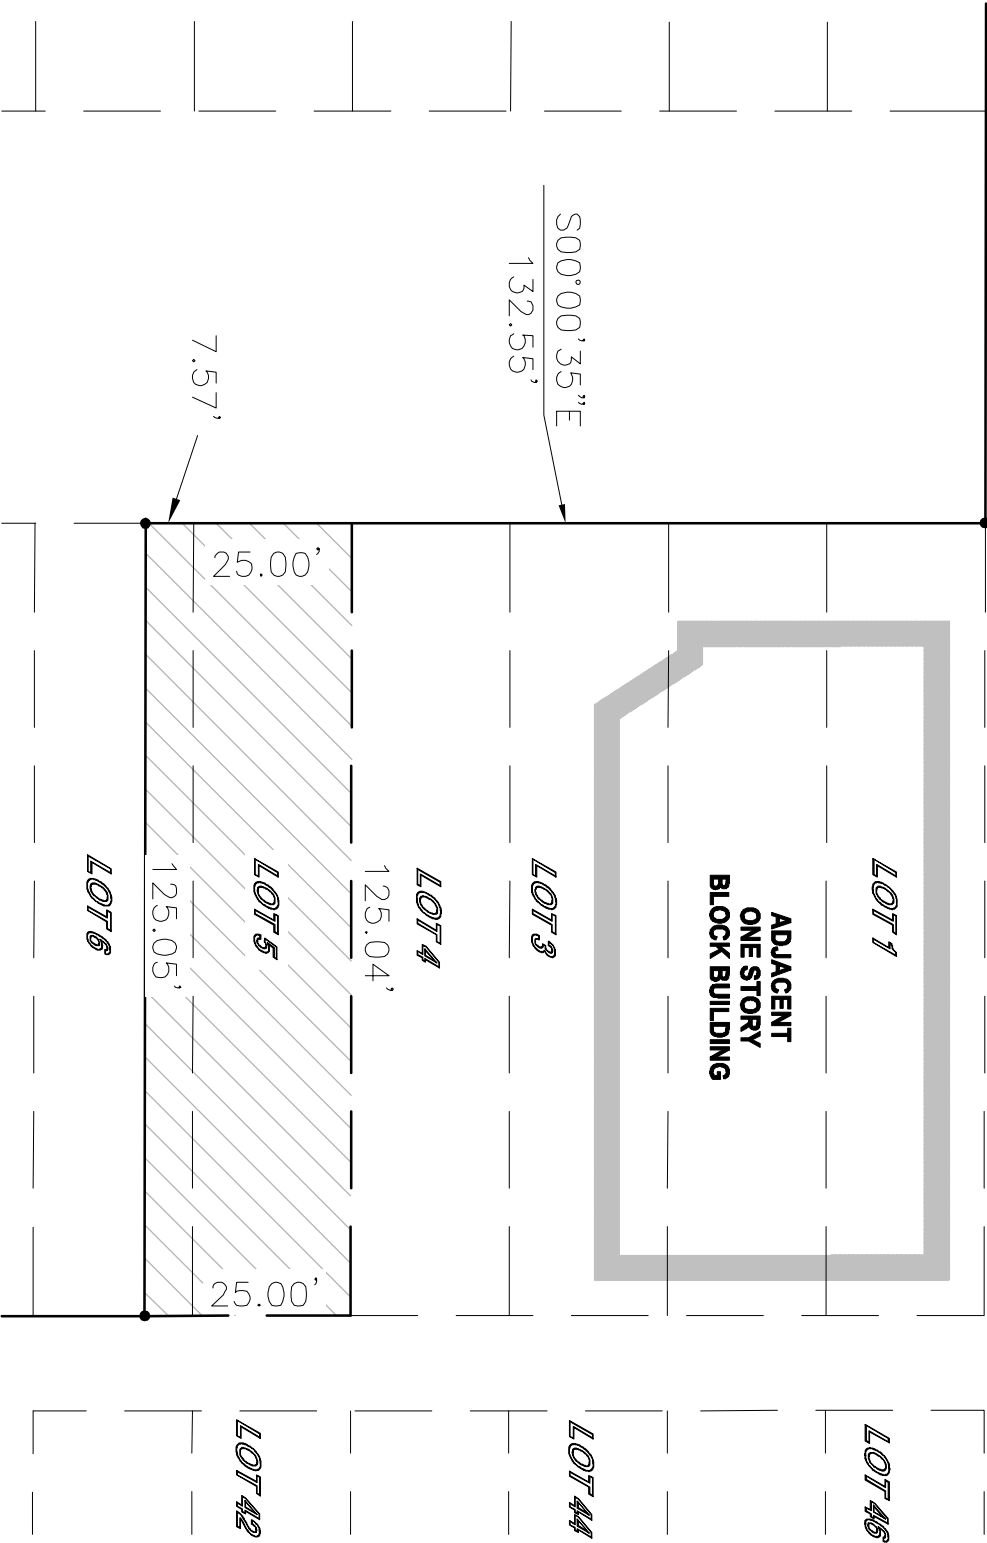 S00°00'35"E
132.55'
7.57'
25.00'
LOT 1
ADJACENT
ONE STORY
BLOCK BUILDING
LOT 3
LOT 4
125.04'
LOT 5
125.05'
LOT 6
25.00'
LOT 46
LOT 44
LOT 42